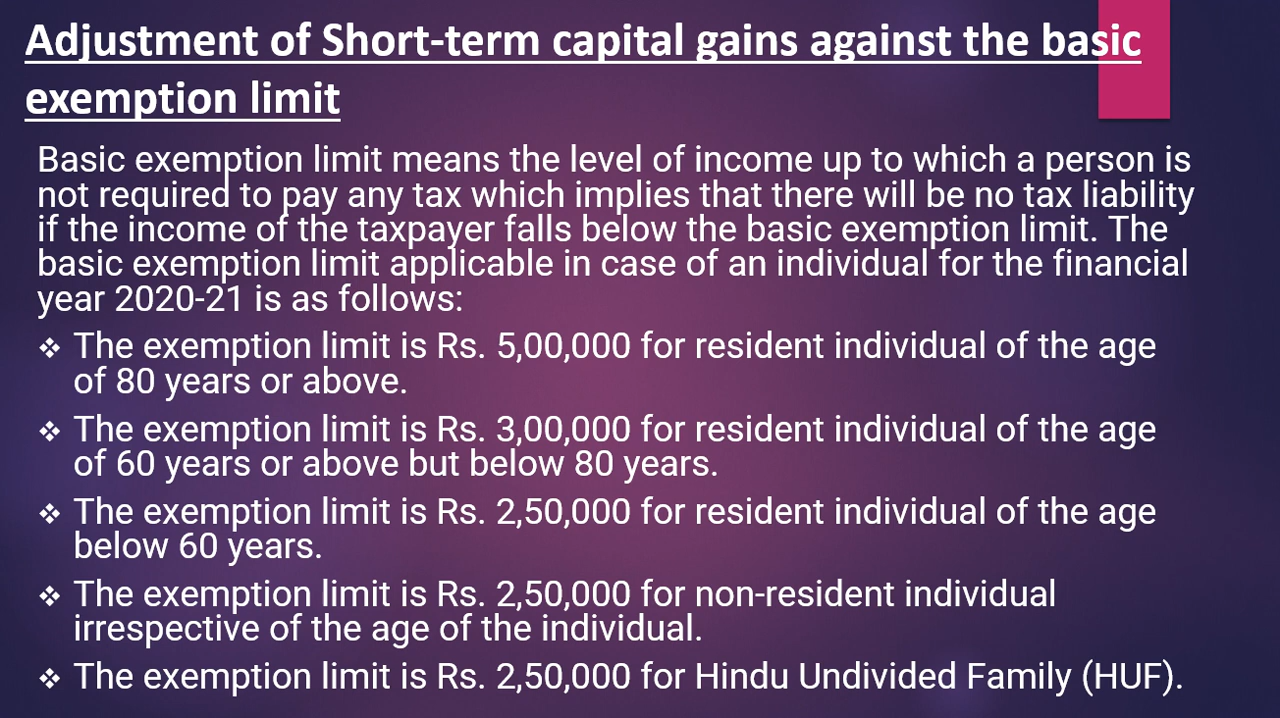 Adjustment of Short-term capital gains against the basic
exemption limit
Basic exemption limit means the level of income up to which a person is
not required to pay any tax which implies that there will be no tax liability
if the income of the taxpayer falls below the basic exemption limit. The
basic exemption limit applicable in case of an individual for the financial
year 2020-21 is as follows:
❖ The exemption limit is Rs. 5,00,000 for resident individual of the age
of 80 years or above.
❖ The exemption limit is Rs. 3,00,000 for resident individual of the age
of 60 years or above but below 80 years.
❖ The exemption limit is Rs. 2,50,000 for resident individual of the age
below 60 years.
❖ The exemption limit is Rs. 2,50,000 for non-resident individual
irrespective of the age of the individual.
❖ The exemption limit is Rs. 2,50,000 for Hindu Undivided Family (HUF).